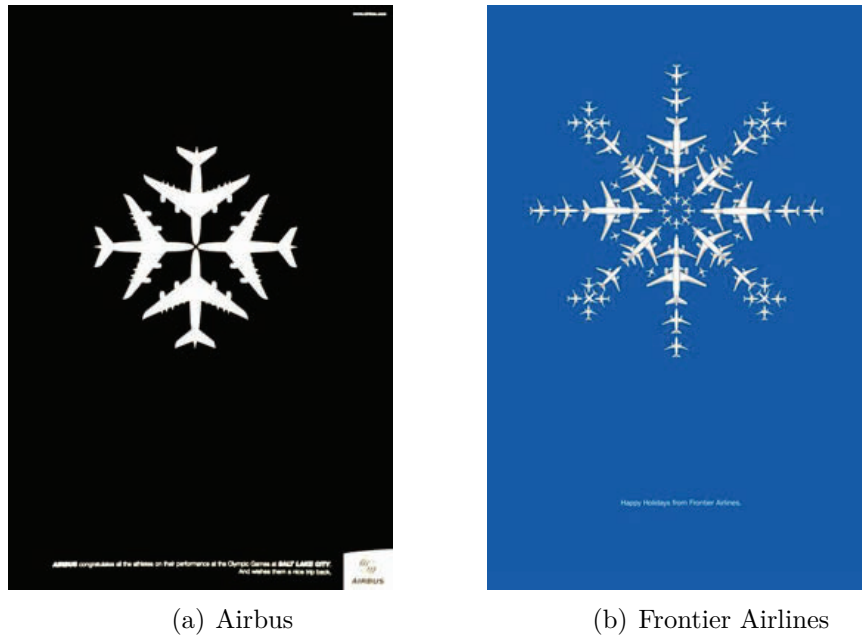 AIRBUS congratulates all the athletes on their performance at the Olympic Games at SALT LAKE CITY.
And wishes them a nice trip back.
AIRBUS
Happy Holidays from Frontier Airlines.
(a) Airbus
(b) Frontier Airlines